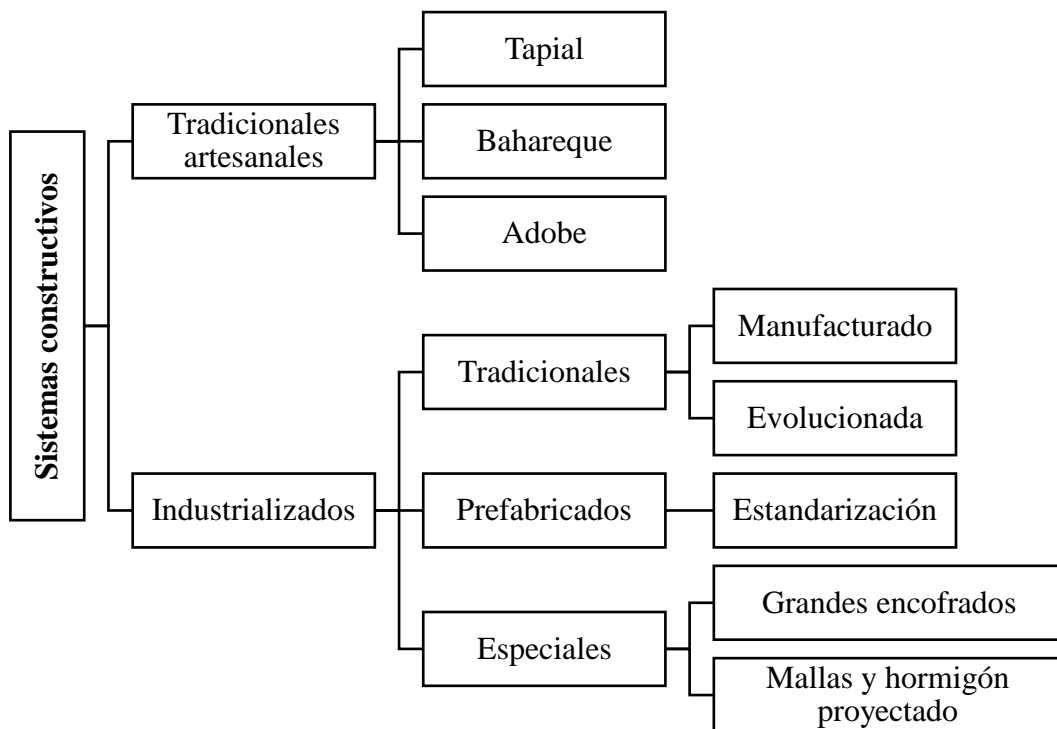 Sistemas constructivos
Tradicionales
artesanales
Tapial
Bahareque
Adobe
Industrializados
Tradicionales
Manufacturado
Evolucionada
Prefabricados
Estandarización
Especiales
Grandes encofrados
Mallas y hormigón
proyectado